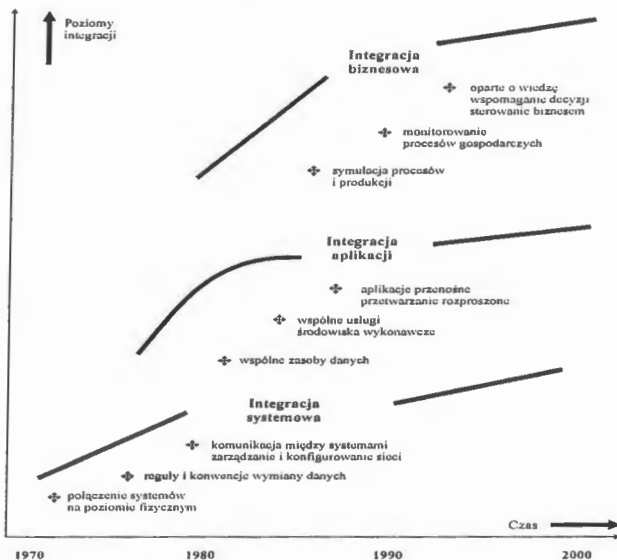 Poziomy
integracji
Integracja
biznesowa
oparte o wiedzę
wspomaganie decyzji
sterowanie biznesem
monitorowanie
procesów gospodarczych
symulacja procesów
i produkcji
Integracja
aplikacji
aplikacje przenośne
przetwarzanie rozproszone
wspólne usługi
środowiska wykonawcze
wspólne zasoby danych
Integracja
systemowa
komunikacja między systemami
zarządzanie i konfigurowanie sieci
reguły i konwencje wymiany danych
połączenie systemów
na poziomie fizycznym
Czas
1970
1980
1990
2000